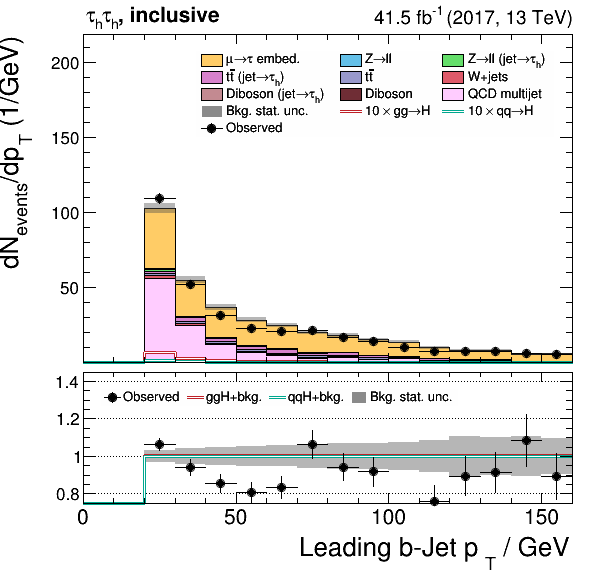 τhτh, inclusive 41.5 fb-1 (2017, 13 TeV)
dNevents/dpT (1/GeV)
200
150
100
50
μ→τ embed. Z→ll Z→ll (jet→τh)
tt̄ (jet→τh) tt̄ W+jets
Diboson (jet→τh) Diboson QCD multijet
Bkg. stat. unc. 10×gg→H 10×qq→H
Observed
1.4
1.2
1
0.8
Observed ggH+bkg. qqH+bkg. Bkg. stat. unc.
0 50 100 150
Leading b-Jet pT / GeV